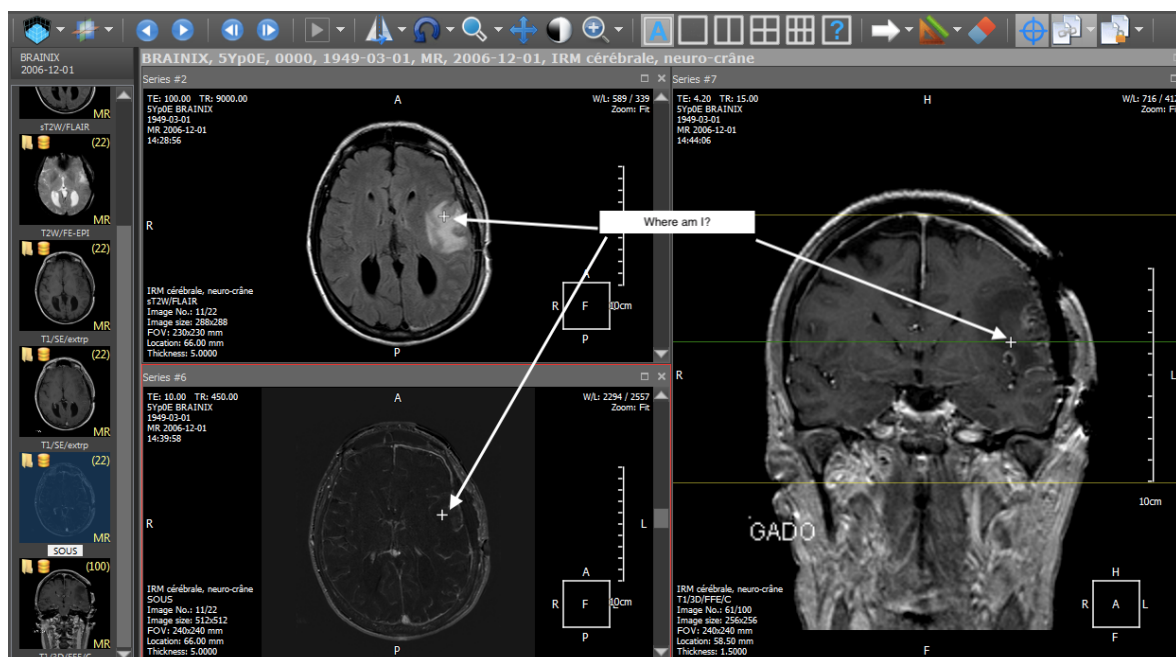 BRAINIX
2006-12-01
MR
sT2W/FLAIR
(22)
MR
T2W/FE-EPI
(22)
MR
T1/SE/extrp
(22)
MR
T1/SE/extrp
(22)
MR
SOUS
(100)
MR
T1/3D/FFE/C
A
?
BRAINIX, 5Yp0E, 0000, 1949-03-01, MR, 2006-12-01, IRM cérébrale, neuro-crâne
Series #2
TE: 100.00 TR: 9000.00
5Yp0E BRAINIX
1949-03-01
MR 2006-12-01
14:28:56
A
W/L: 589 / 339
Zoom: Fit
R
IRM cérébrale, neuro-crâne
sT2W/FLAIR
Image No.: 11/22
Image size: 288x288
FOV: 230x230 mm
Location: 66.00 mm
Thickness: 5.0000
P
A
R
F
10cm
P
Where am I?
Series #6
TE: 10.00 TR: 450.00
5Yp0E BRAINIX
1949-03-01
MR 2006-12-01
14:39:58
A
W/L: 2294 / 2557
Zoom: Fit
R
L
IRM cérébrale, neuro-crâne
SOUS
Image No.: 11/22
Image size: 512x512
FOV: 240x240 mm
Location: 66.00 mm
Thickness: 5.0000
P
A
R
F
10cm
P
Series #7
TE: 4.20 TR: 15.00
5Yp0E BRAINIX
1949-03-01
MR 2006-12-01
14:44:06
H
W/L: 716 /
Zoom: Fit
R
L
10cm
GADO
IRM cérébrale, neuro-crâne
T1/3D/FFE/C
Image No.: 61/100
Image size: 256x256
FOV: 240x240 mm
Location: 58.50 mm
Thickness: 1.5000
F
H
R
A
L
F